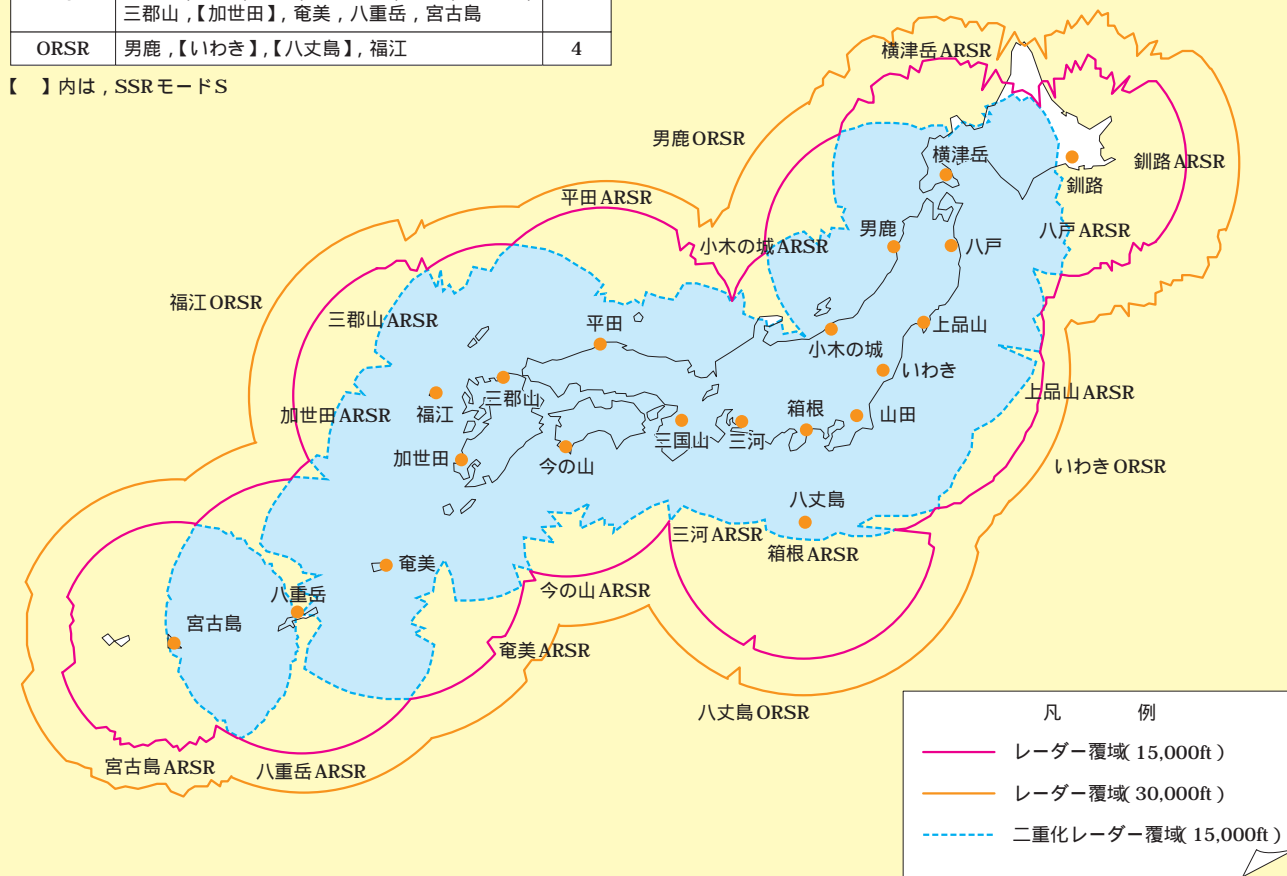 三郡山,【加世田】, 奄美 , 八重岳 , 宮古島
ORSR 男鹿 ,【いわき】,【八丈島】, 福江 4
【 】内は , SSRモードS
横津岳ARSR
男鹿ORSR
横津岳
釧路ARSR
釧路
平田ARSR
小木の城ARSR
男鹿
八戸
八戸ARSR
福江ORSR
三郡山ARSR
平田
上品山
小木の城
いわき
三郡山
上品山ARSR
加世田ARSR
福江
箱根
山田
三国山
三河
加世田
今の山
いわきORSR
八丈島
三河ARSR
箱根ARSR
奄美
今の山ARSR
八重岳
宮古島
奄美ARSR
八丈島ORSR
宮古島ARSR
八重岳ARSR
凡 例
レーダー覆域( 15,000ft )
レーダー覆域( 30,000ft )
二重化レーダー覆域( 15,000ft )